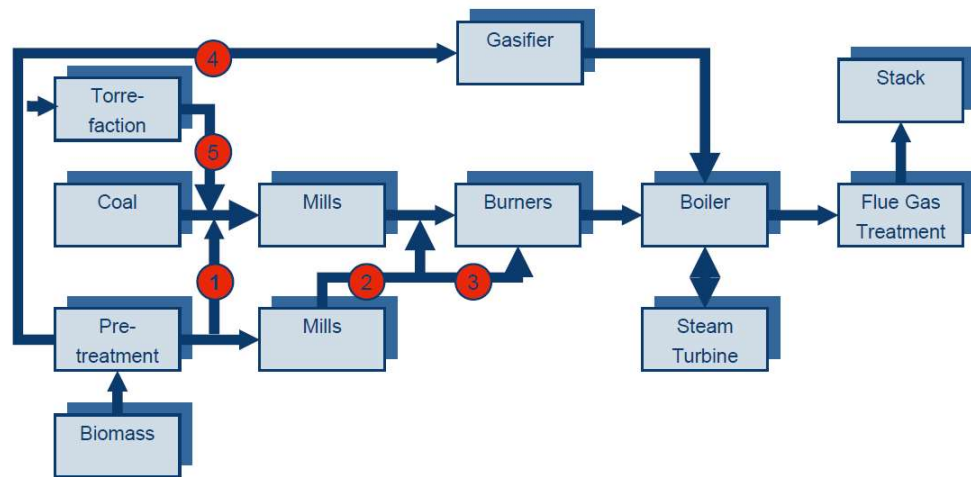 4
Gasifier
Stack
Torre-
faction
5
Coal
Mills
Burners
Boiler
Flue Gas
Treatment
1
2
3
Pre-
treatment
Mills
Steam
Turbine
Biomass